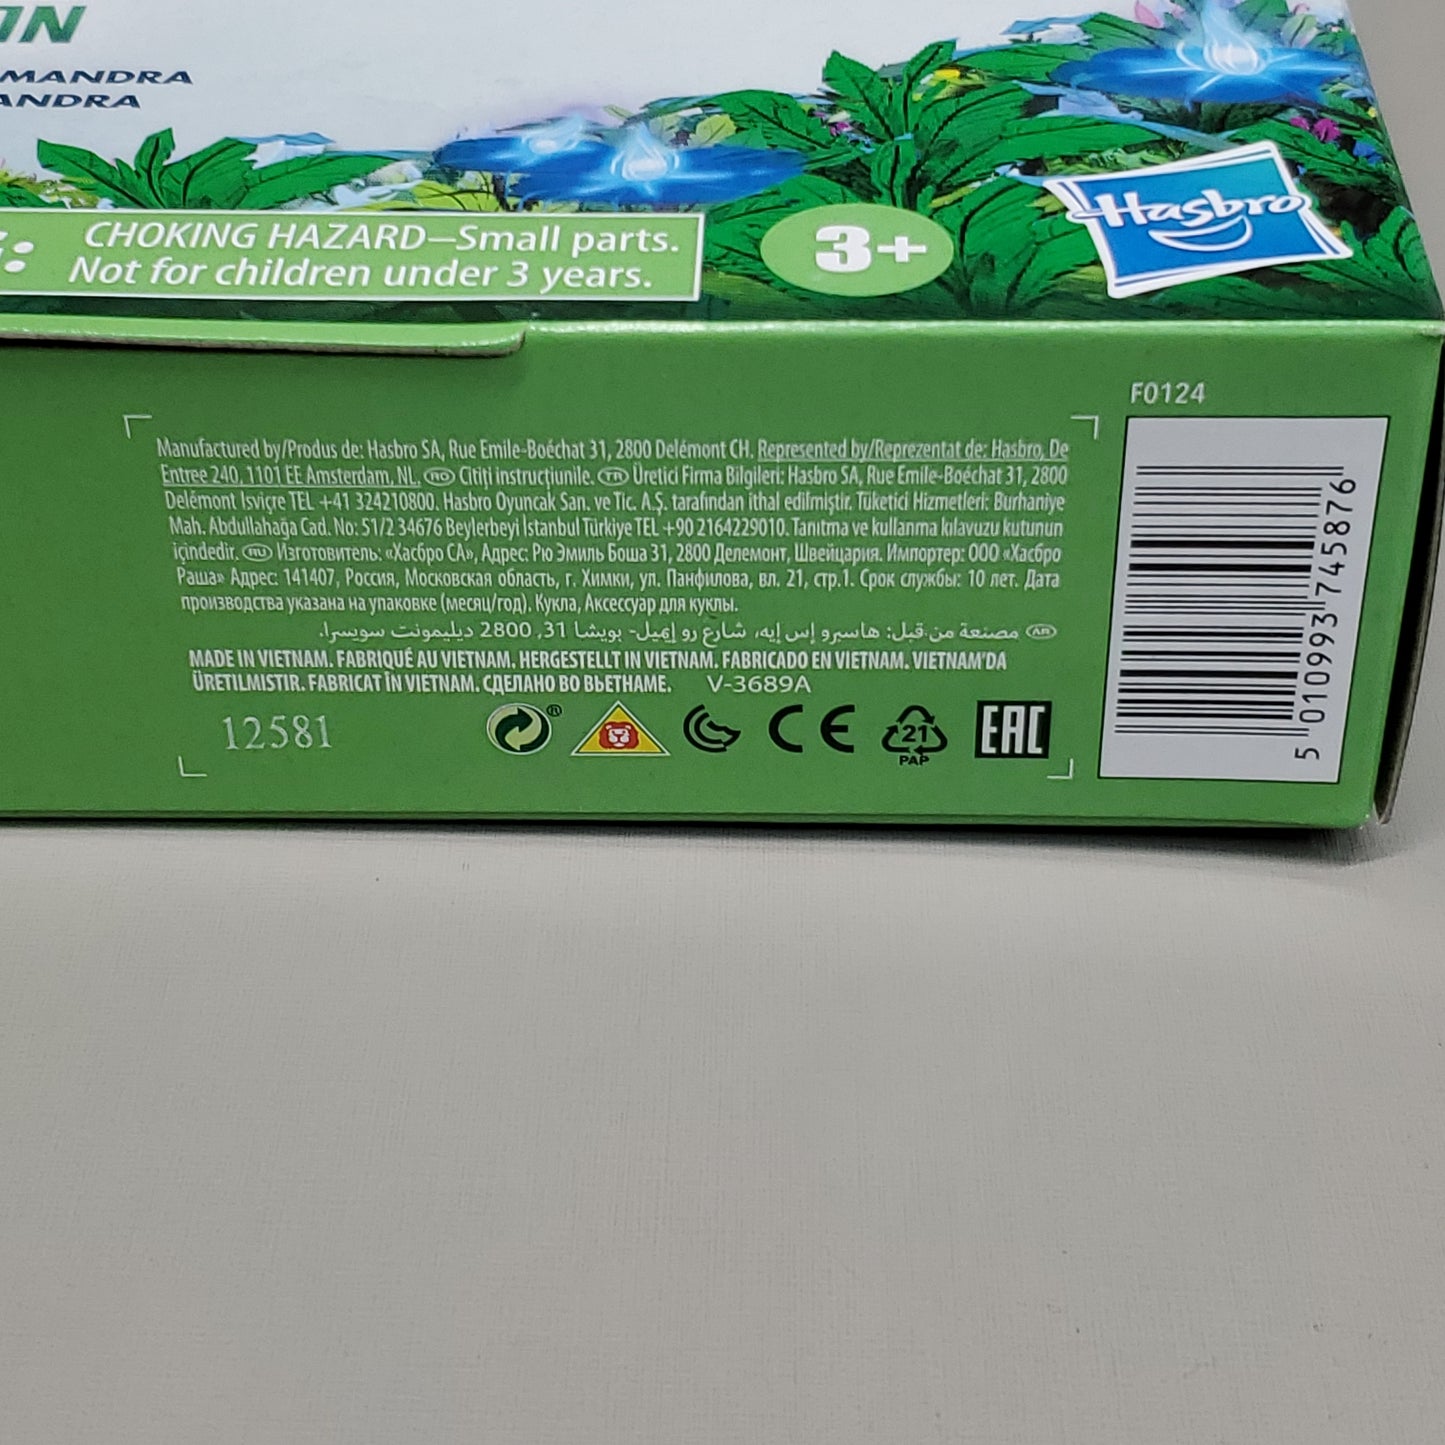 ON
MANDRA
ANDRA
CHOKING HAZARD—Small parts.
Not for children under 3 years.
3+
Hasbro
F0124
Manufactured by/Produs de: Hasbro SA, Rue Emile-Boéchat 31, 2800 Delémont CH. Represented by/Reprezentat de: Hasbro, De
Entree 240, 1101 EE Amsterdam, NL. RO Citiți instrucțiunile. TR Üretici Firma Bilgileri: Hasbro SA, Rue Emile-Boéchat 31, 2800
Delémont İsviçre TEL +41 324210800. Hasbro Oyuncak San. ve Tic. A.Ş. tarafından ithal edilmiştir. Tüketici Hizmetleri: Burhaniye
Mah. Abdullahağa Cad. No: 51/2 34676 Beylerbeyi İstanbul Türkiye TEL +90 2164229010. Tanıtma ve kullanma kılavuzu kutunun
içindedir. RU Изготовитель: «Хасбро СА», Адрес: Рю Эмиль Боша 31, 2800 Делемонт, Швейцария. Импортер: ООО «Хасбро
Раша» Адрес: 141407, Россия, Московская область, г. Химки, ул. Панфилова, вл. 21, стр.1. Срок службы: 10 лет. Дата
производства указана на упаковке (месяц/год). Кукла, Аксессуар для куклы.
AR مصنعة من قبل: هاسبرو إس إيه، شارع رو إميل- بويشا 31, 2800 ديليمونت سويسرا.
MADE IN VIETNAM. FABRIQUÉ AU VIETNAM. HERGESTELLT IN VIETNAM. FABRICADO EN VIETNAM. VIETNAM'DA
ÜRETILMISTIR. FABRICAT ÎN VIETNAM. СДЕЛАНО ВО ВЬЕТНАМЕ. V-3689A
12581
®
CE
21
PAP
EAC
5 010993 745876